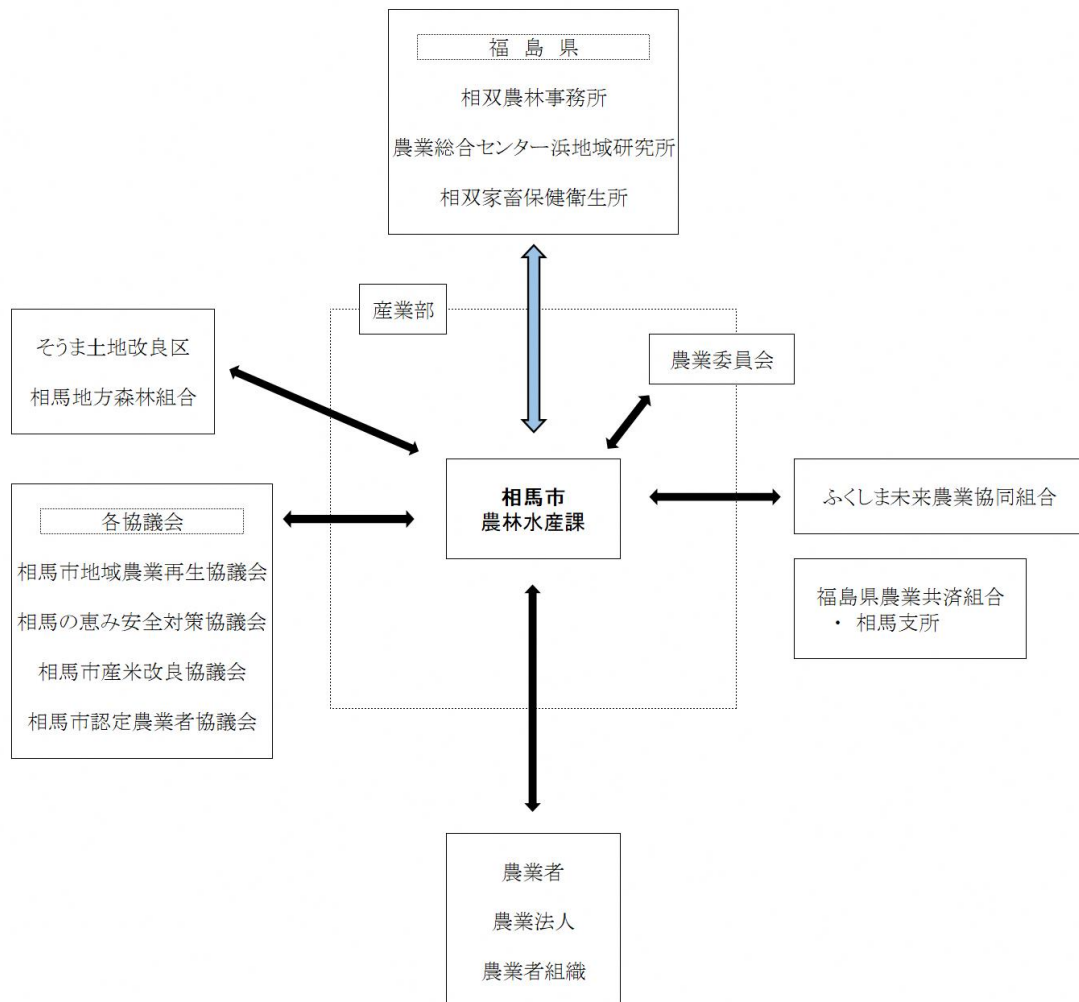 福 島 県
相双農林事務所
農業総合センター浜地域研究所
相双家畜保健衛生所
産業部
農業委員会
そうま土地改良区
相馬地方森林組合
相馬市
農林水産課
ふくしま未来農業協同組合
各協議会
相馬市地域農業再生協議会
相馬の恵み安全対策協議会
相馬市産米改良協議会
相馬市認定農業者協議会
福島県農業共済組合
・ 相馬支所
農業者
農業法人
農業者組織